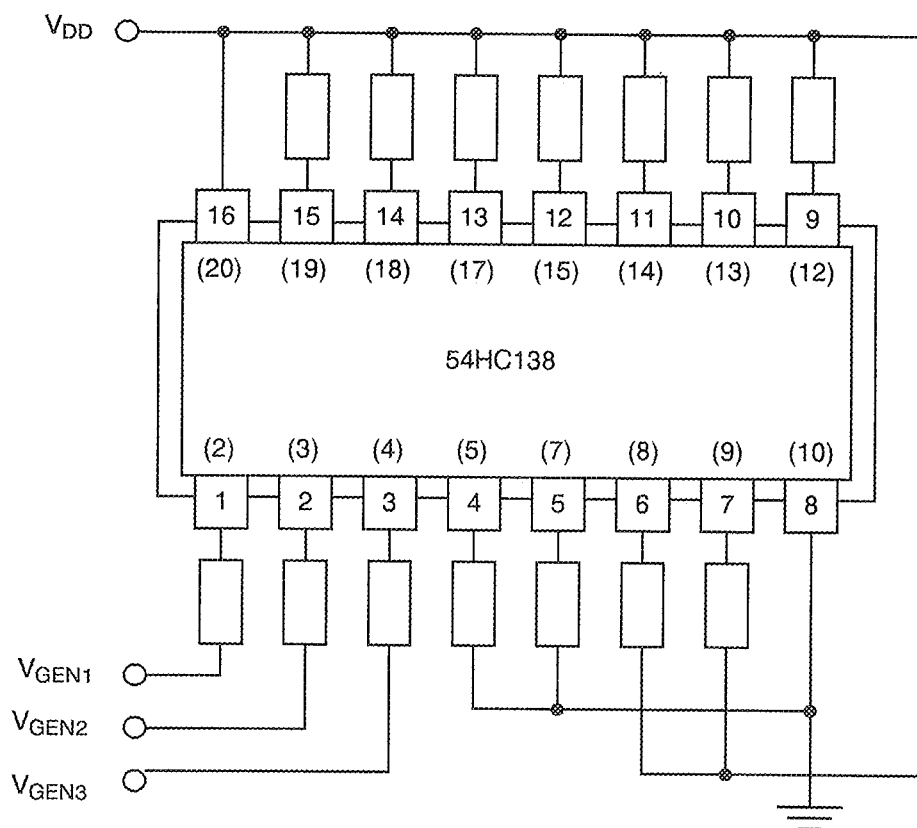 VDD
16 15 14 13 12 11 10 9
(20) (19) (18) (17) (15) (14) (13) (12)
54HC138
(2) (3) (4) (5) (7) (8) (9) (10)
1 2 3 4 5 6 7 8
VGEN1
VGEN2
VGEN3